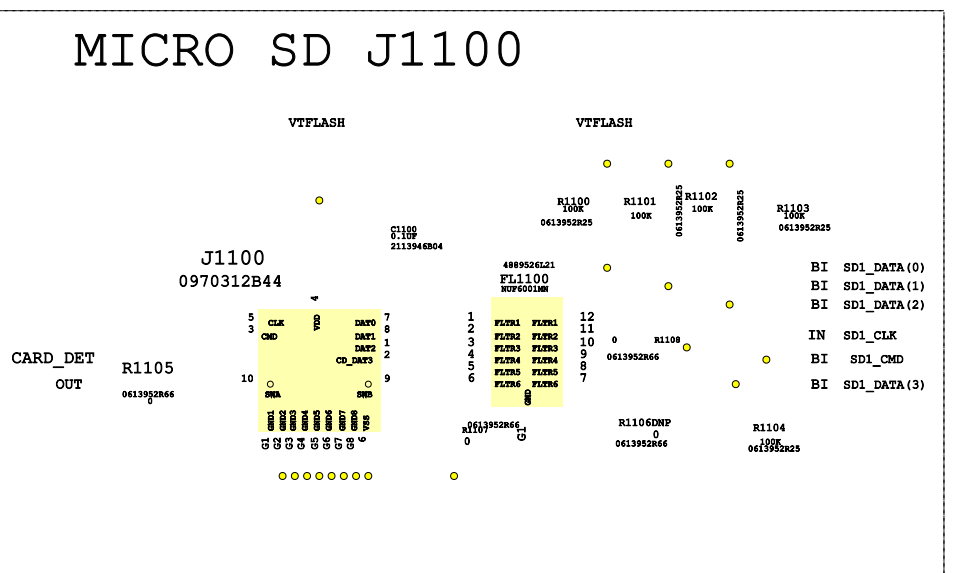 MICRO SD J1100
VTFLASH
VTFLASH
R1100
100K
0613952R25
R1101
100K
0613952R25
R1102
100K
0613952R25
R1103
100K
0613952R25
C1100
0.1UF
2113946B04
J1100
0970312B44
4889526L21
FL1100
NUF6001MN
BI SD1_DATA(0)
BI SD1_DATA(1)
BI SD1_DATA(2)
IN SD1_CLK
BI SD1_CMD
BI SD1_DATA(3)
4
VDD
5 CLK
3 CMD
DAT0 7
DAT1 8
DAT2 1
CD_DAT3 2
10
9
SWA
SWB
GND1
GND2
GND3
GND4
GND5
GND6
GND7
GND8
VSS
G1
G2
G3
G4
G5
G6
G7
G8
6
1 FLTR1 FLTR1 12
2 FLTR2 FLTR2 11
3 FLTR3 FLTR3 10
4 FLTR4 FLTR4 9
5 FLTR5 FLTR5 8
6 FLTR6 FLTR6 7
GND
G1
0 R1108
0613952R66
CARD_DET
OUT
R1105
0613952R66
0
0613952R66
R1107
0
R1106DNP
0
0613952R66
R1104
100K
0613952R25